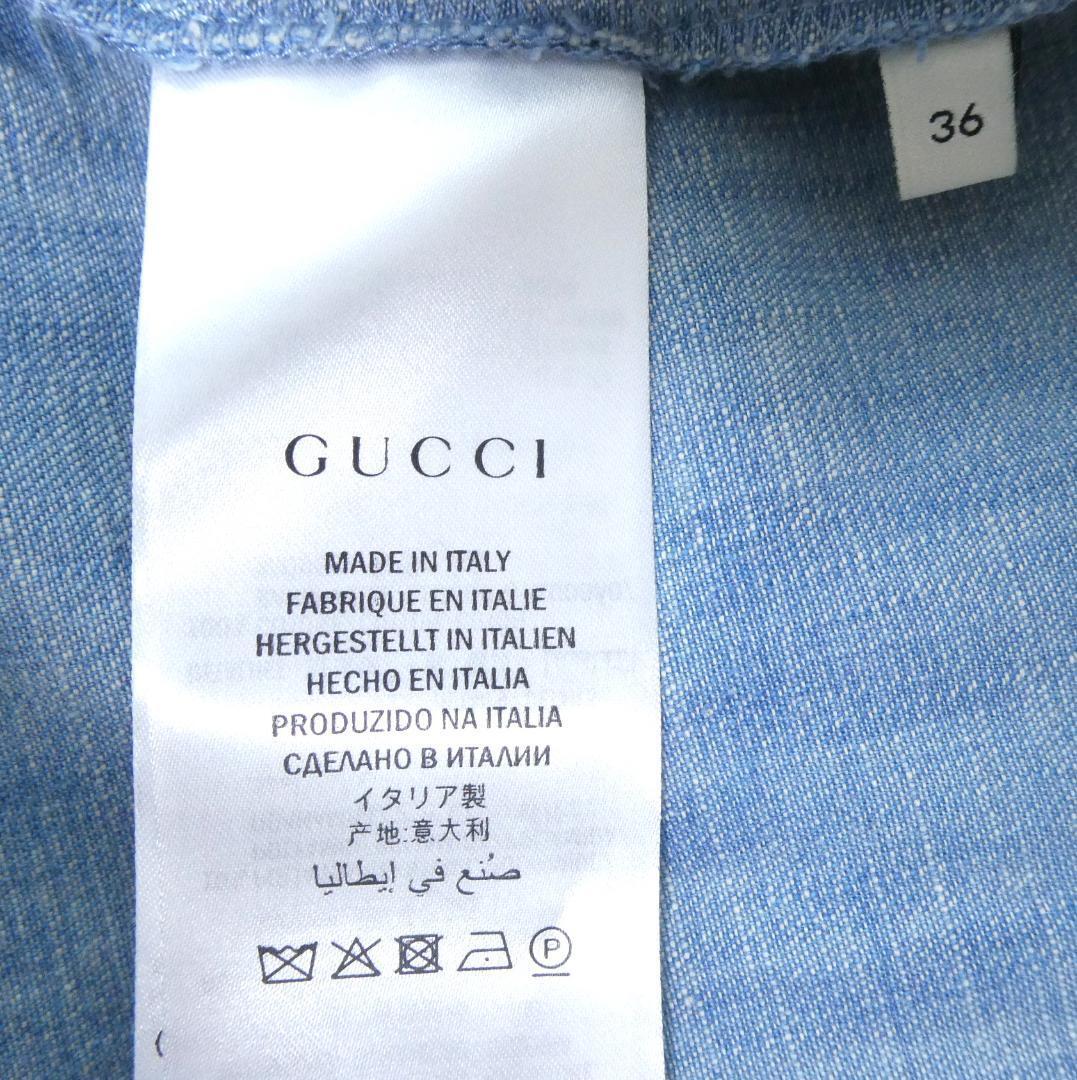 36
GUCCI
MADE IN ITALY
FABRIQUE EN ITALIE
HERGESTELLT IN ITALIEN
HECHO EN ITALIA
PRODUZIDO NA ITALIA
СДЕЛАНО В ИТАЛИИ
イタリア製
产地:意大利
صُنع في إيطاليا
P